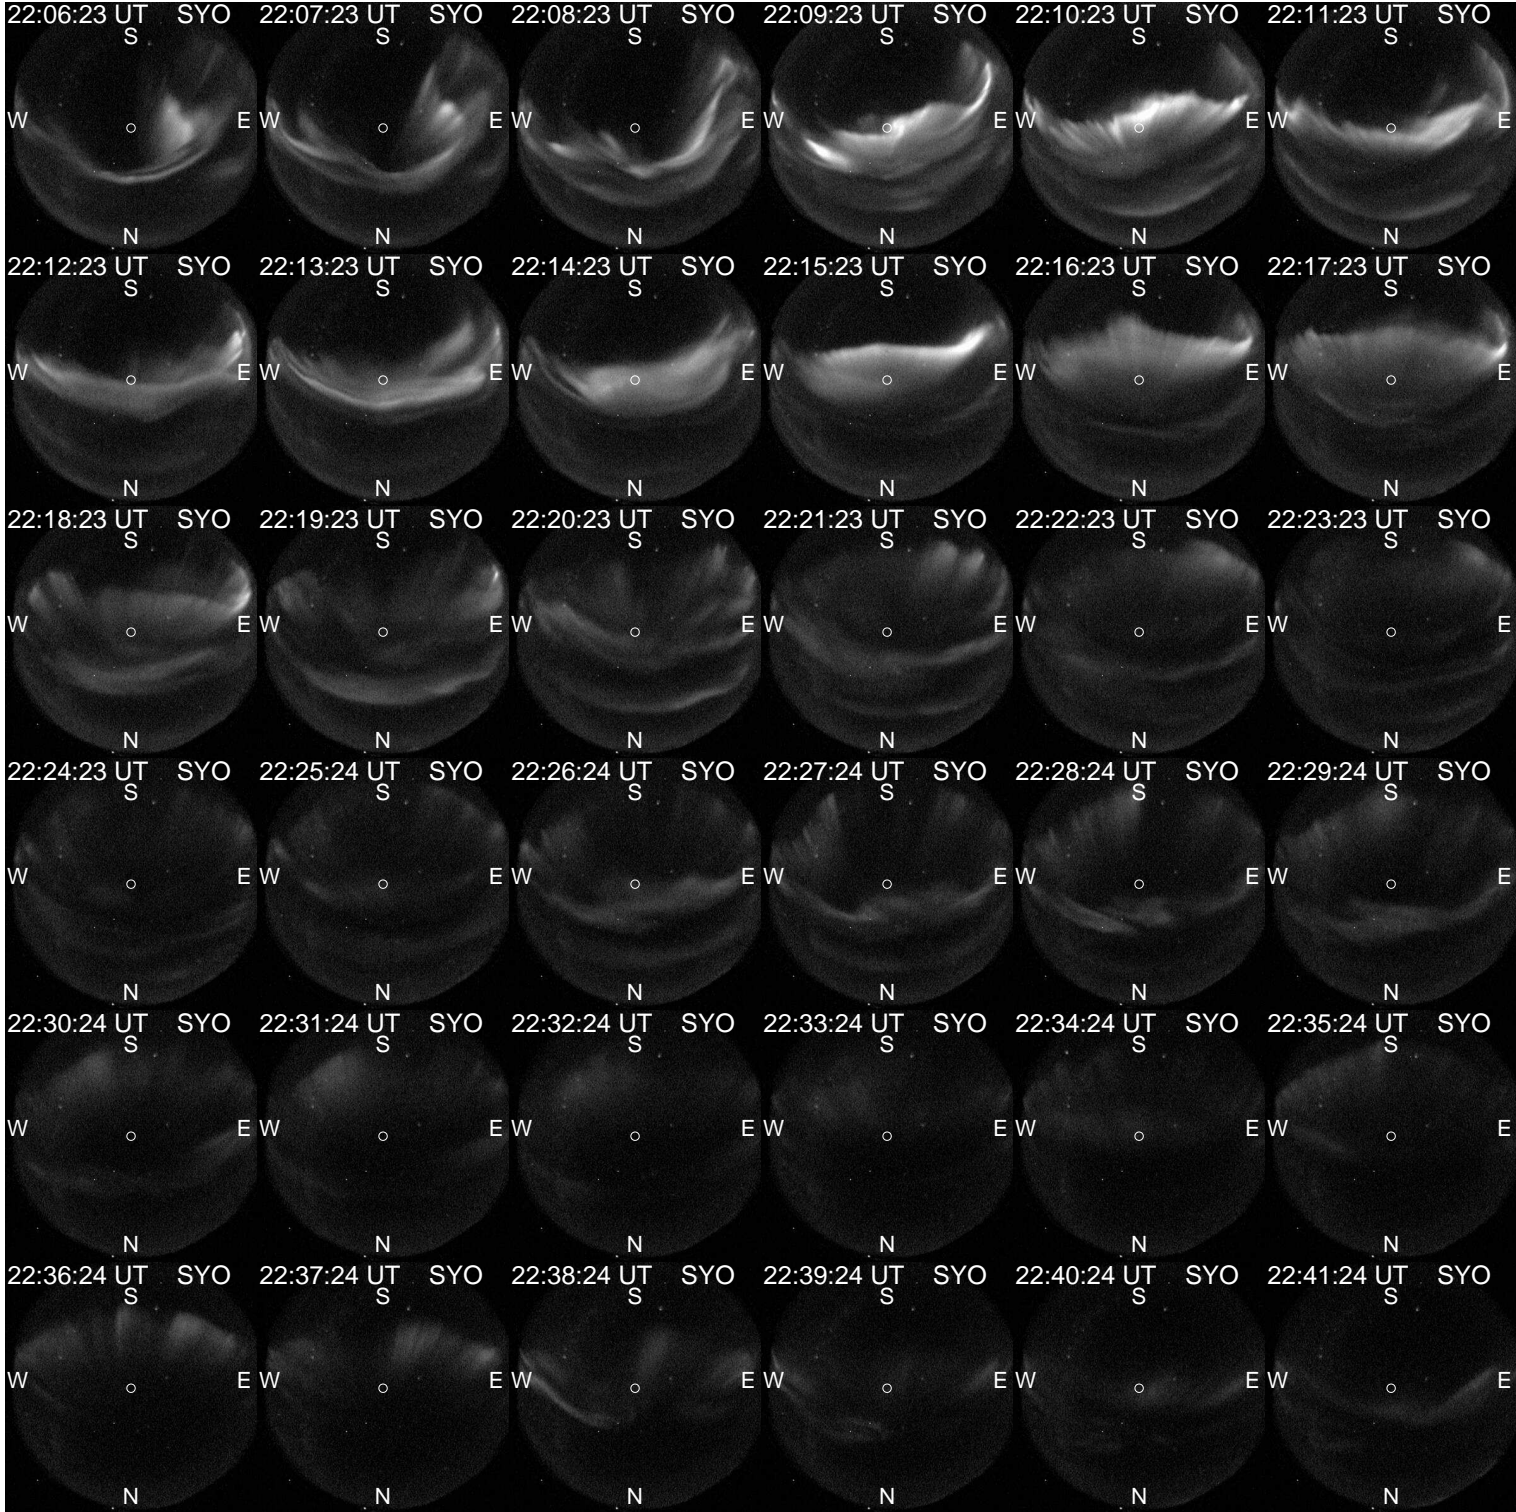 22:06:23 UT SYO 22:07:23 UT SYO 22:08:23 UT SYO 22:09:23 UT SYO 22:10:23 UT SYO 22:11:23 UT SYO
S S S S S S
W E W E W E W E W E W E
N N N N N N
22:12:23 UT SYO 22:13:23 UT SYO 22:14:23 UT SYO 22:15:23 UT SYO 22:16:23 UT SYO 22:17:23 UT SYO
S S S S S S
W E W E W E W E W E W E
N N N N N N
22:18:23 UT SYO 22:19:23 UT SYO 22:20:23 UT SYO 22:21:23 UT SYO 22:22:23 UT SYO 22:23:23 UT SYO
S S S S S S
W E W E W E W E W E W E
N N N N N N
22:24:23 UT SYO 22:25:24 UT SYO 22:26:24 UT SYO 22:27:24 UT SYO 22:28:24 UT SYO 22:29:24 UT SYO
S S S S S S
W E W E W E W E W E W E
N N N N N N
22:30:24 UT SYO 22:31:24 UT SYO 22:32:24 UT SYO 22:33:24 UT SYO 22:34:24 UT SYO 22:35:24 UT SYO
S S S S S S
W E W E W E W E W E W E
N N N N N N
22:36:24 UT SYO 22:37:24 UT SYO 22:38:24 UT SYO 22:39:24 UT SYO 22:40:24 UT SYO 22:41:24 UT SYO
S S S S S S
W E W E W E W E W E W E
N N N N N N